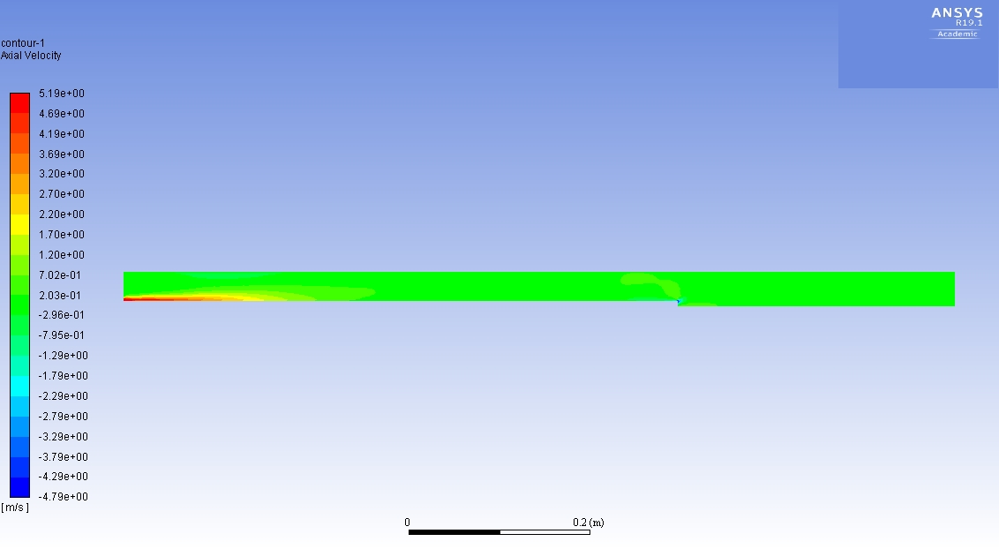 ANSYS
R19.1
Academic
contour-1
Axial Velocity
5.19e+00
4.69e+00
4.19e+00
3.69e+00
3.20e+00
2.70e+00
2.20e+00
1.70e+00
1.20e+00
7.02e-01
2.03e-01
-2.96e-01
-7.95e-01
-1.29e+00
-1.79e+00
-2.29e+00
-2.79e+00
-3.29e+00
-3.79e+00
-4.29e+00
-4.79e+00
[m/s]
0 0.2 (m)